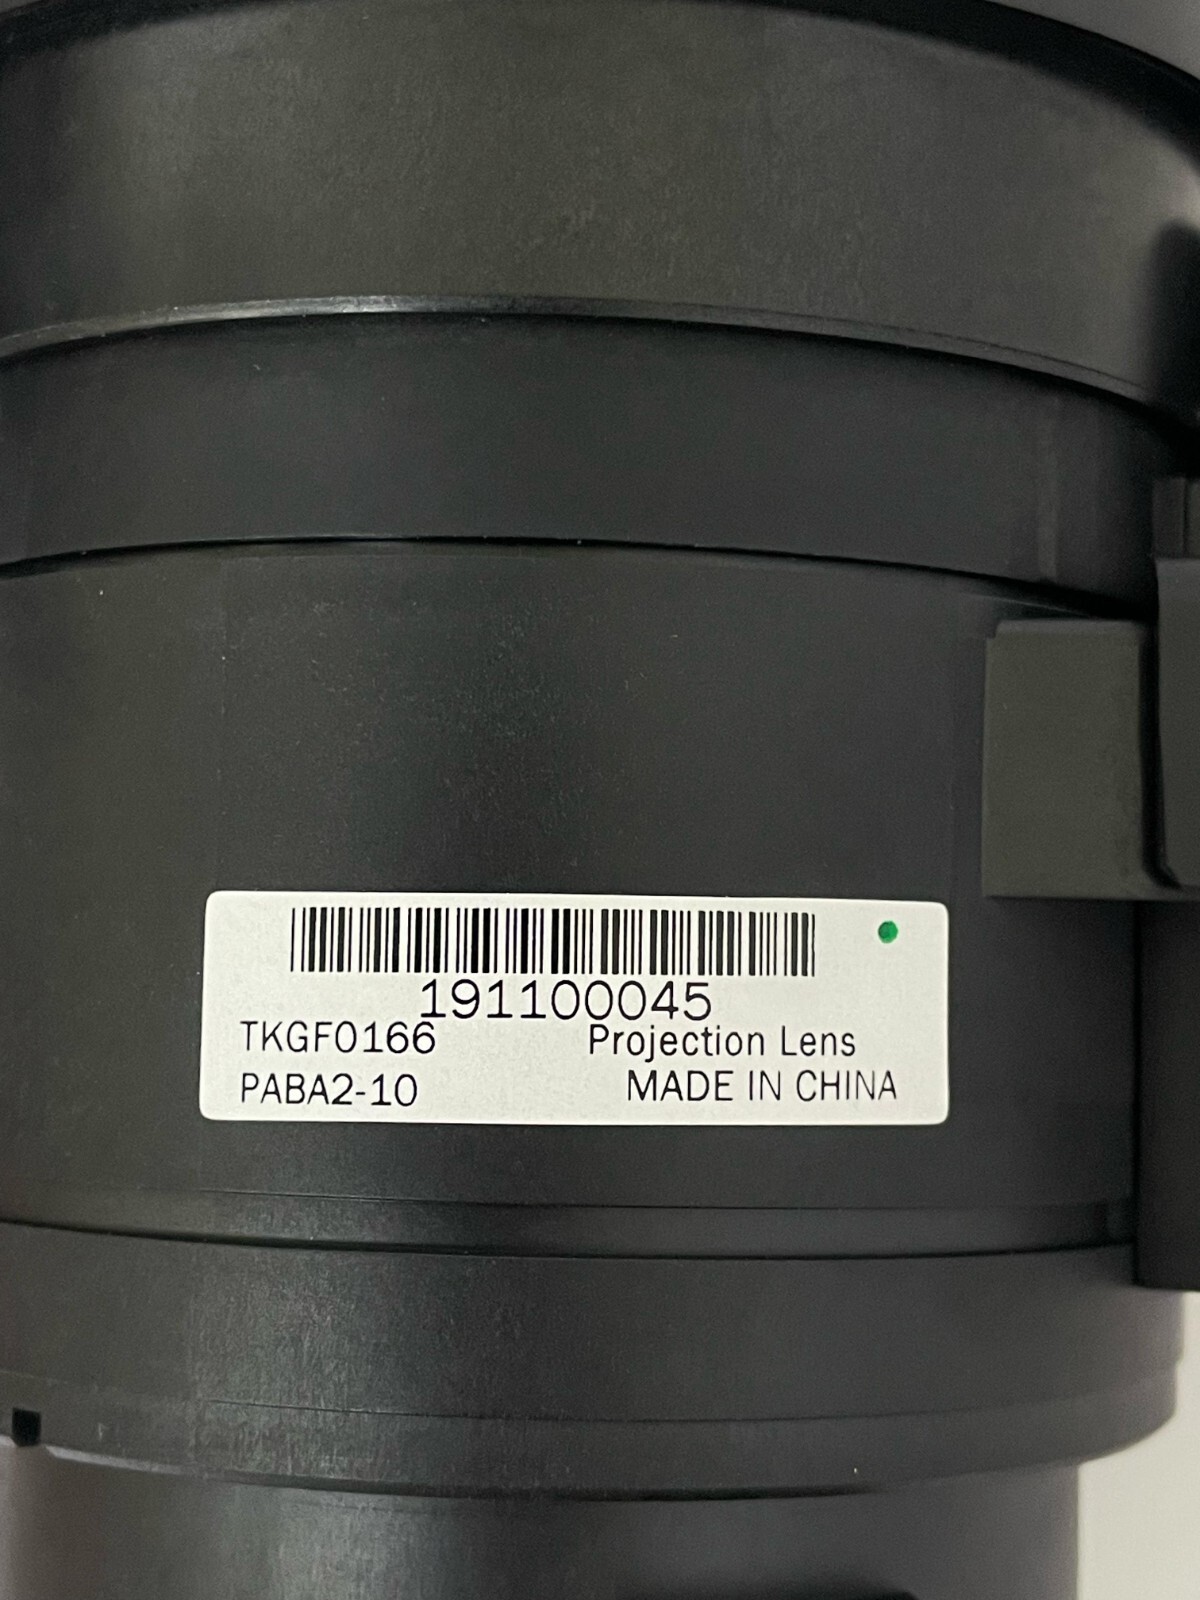 191100045
TKGF0166 Projection Lens
PABA2-10 MADE IN CHINA